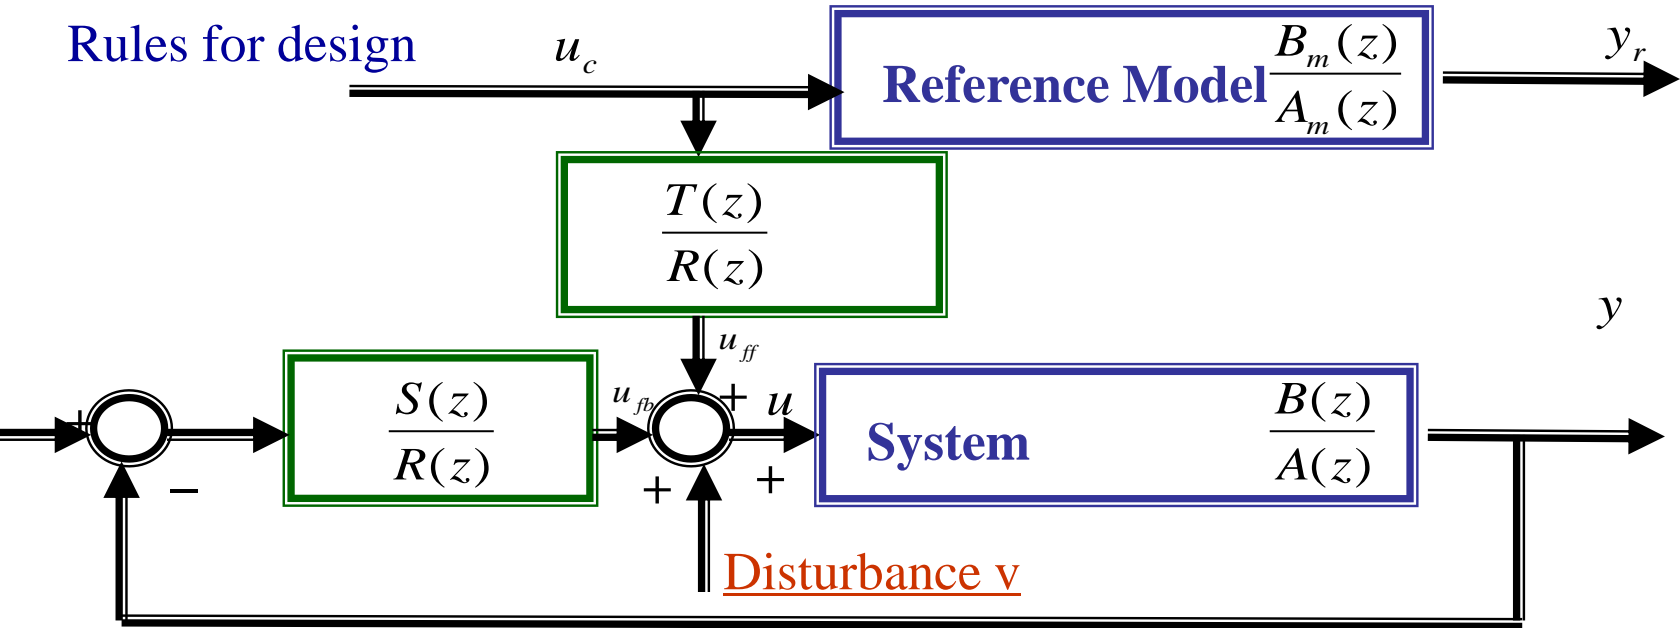 Rules for design
u_c
Reference Model B_m(z)
A_m(z)
y_r
T(z)
R(z)
y
u_ff
+
S(z)
R(z)
u_fb
+
u
System
B(z)
A(z)
−
+
+
Disturbance v